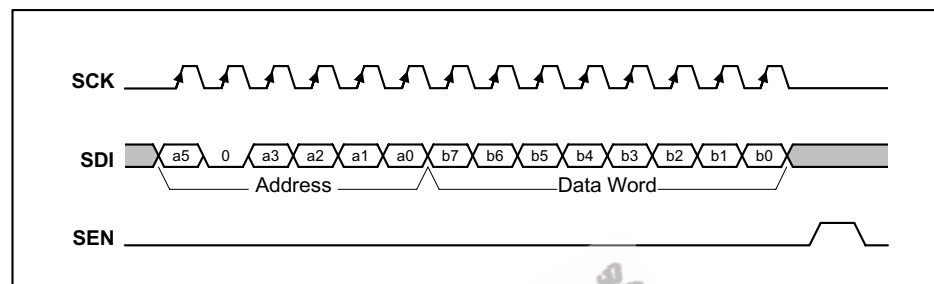 SCK
SDI a5 0 a3 a2 a1 a0 b7 b6 b5 b4 b3 b2 b1 b0
Address Data Word
SEN